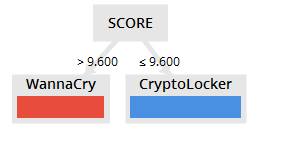 SCORE
> 9.600 ≤ 9.600
WannaCry CryptoLocker